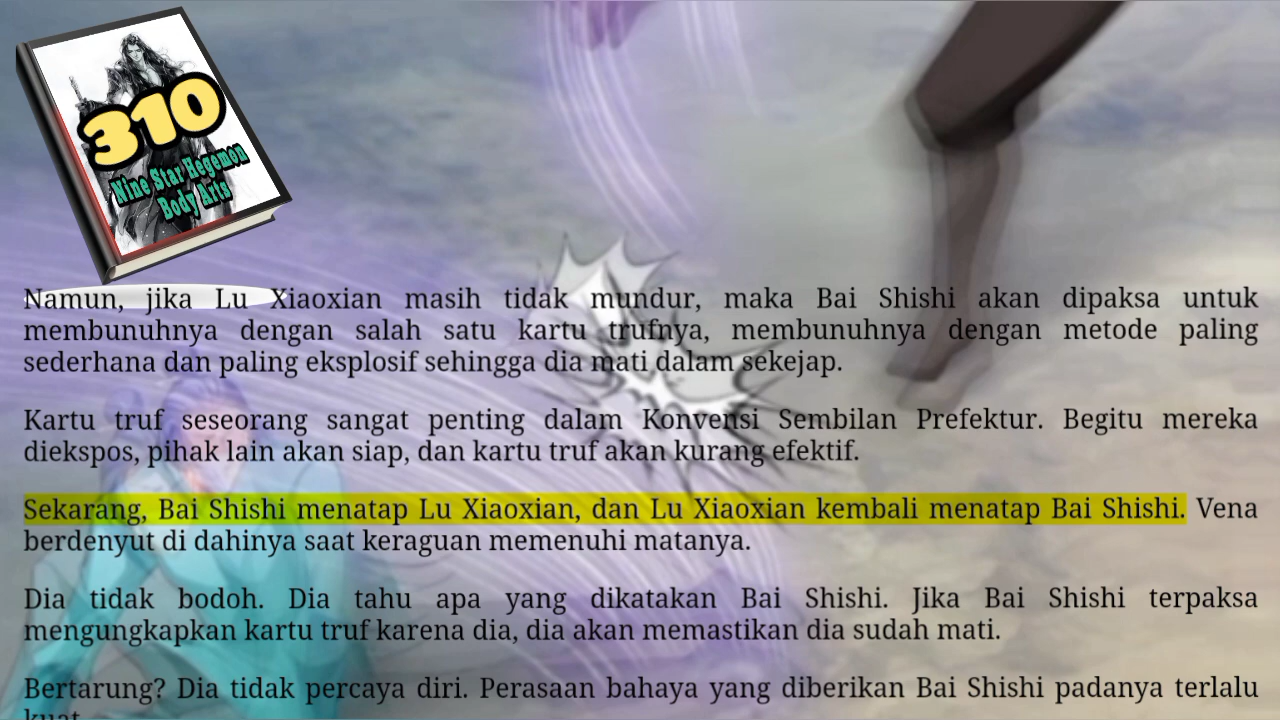 310
Nine Star Hegemon
Body Arts
Namun, jika Lu Xiaoxian masih tidak mundur, maka Bai Shishi akan dipaksa untuk
membunuhnya dengan salah satu kartu trufnya, membunuhnya dengan metode paling
sederhana dan paling eksplosif sehingga dia mati dalam sekejap.
Kartu truf seseorang sangat penting dalam Konvensi Sembilan Prefektur. Begitu mereka
diekspos, pihak lain akan siap, dan kartu truf akan kurang efektif.
Sekarang, Bai Shishi menatap Lu Xiaoxian, dan Lu Xiaoxian kembali menatap Bai Shishi. Vena
berdenyut di dahinya saat keraguan memenuhi matanya.
Dia tidak bodoh. Dia tahu apa yang dikatakan Bai Shishi. Jika Bai Shishi terpaksa
mengungkapkan kartu truf karena dia, dia akan memastikan dia sudah mati.
Bertarung? Dia tidak percaya diri. Perasaan bahaya yang diberikan Bai Shishi padanya terlalu
kuat.